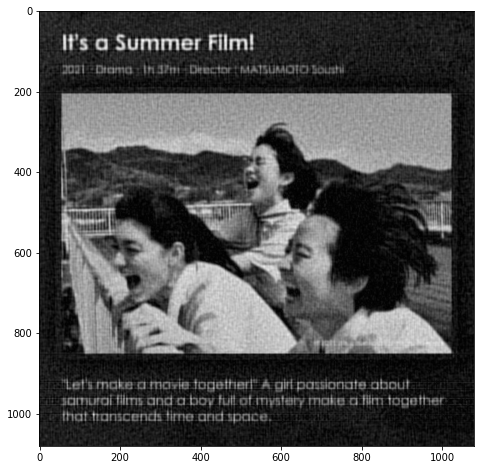 It's a Summer Film!
2021 · Drama · 1h 37m · Director : MATSUMOTO Soushi
"Let's make a movie together!" A girl passionate about
samurai films and a boy full of mystery make a film together
that transcends time and space.
0
200
400
600
800
1000
0
200
400
600
800
1000